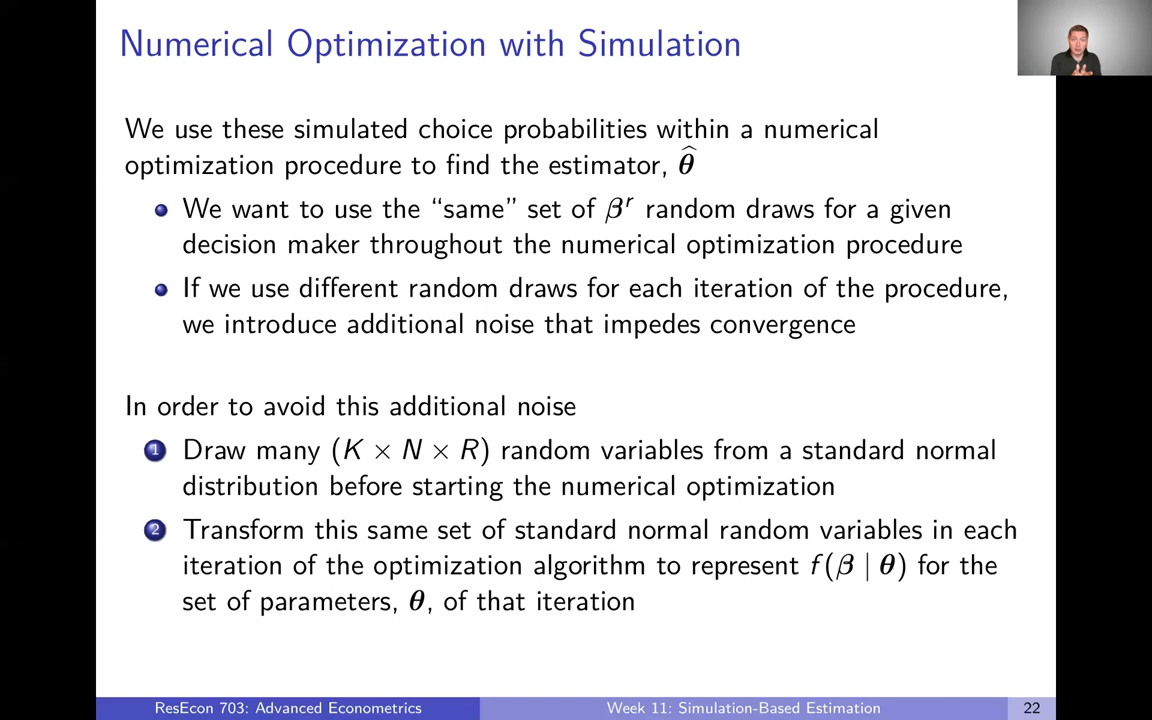 Numerical Optimization with Simulation
We use these simulated choice probabilities within a numerical
optimization procedure to find the estimator, θ̂
We want to use the “same” set of βʳ random draws for a given
decision maker throughout the numerical optimization procedure
If we use different random draws for each iteration of the procedure,
we introduce additional noise that impedes convergence
In order to avoid this additional noise
1 Draw many (K × N × R) random variables from a standard normal
distribution before starting the numerical optimization
2 Transform this same set of standard normal random variables in each
iteration of the optimization algorithm to represent f(β | θ) for the
set of parameters, θ, of that iteration
ResEcon 703: Advanced Econometrics
Week 11: Simulation-Based Estimation
22